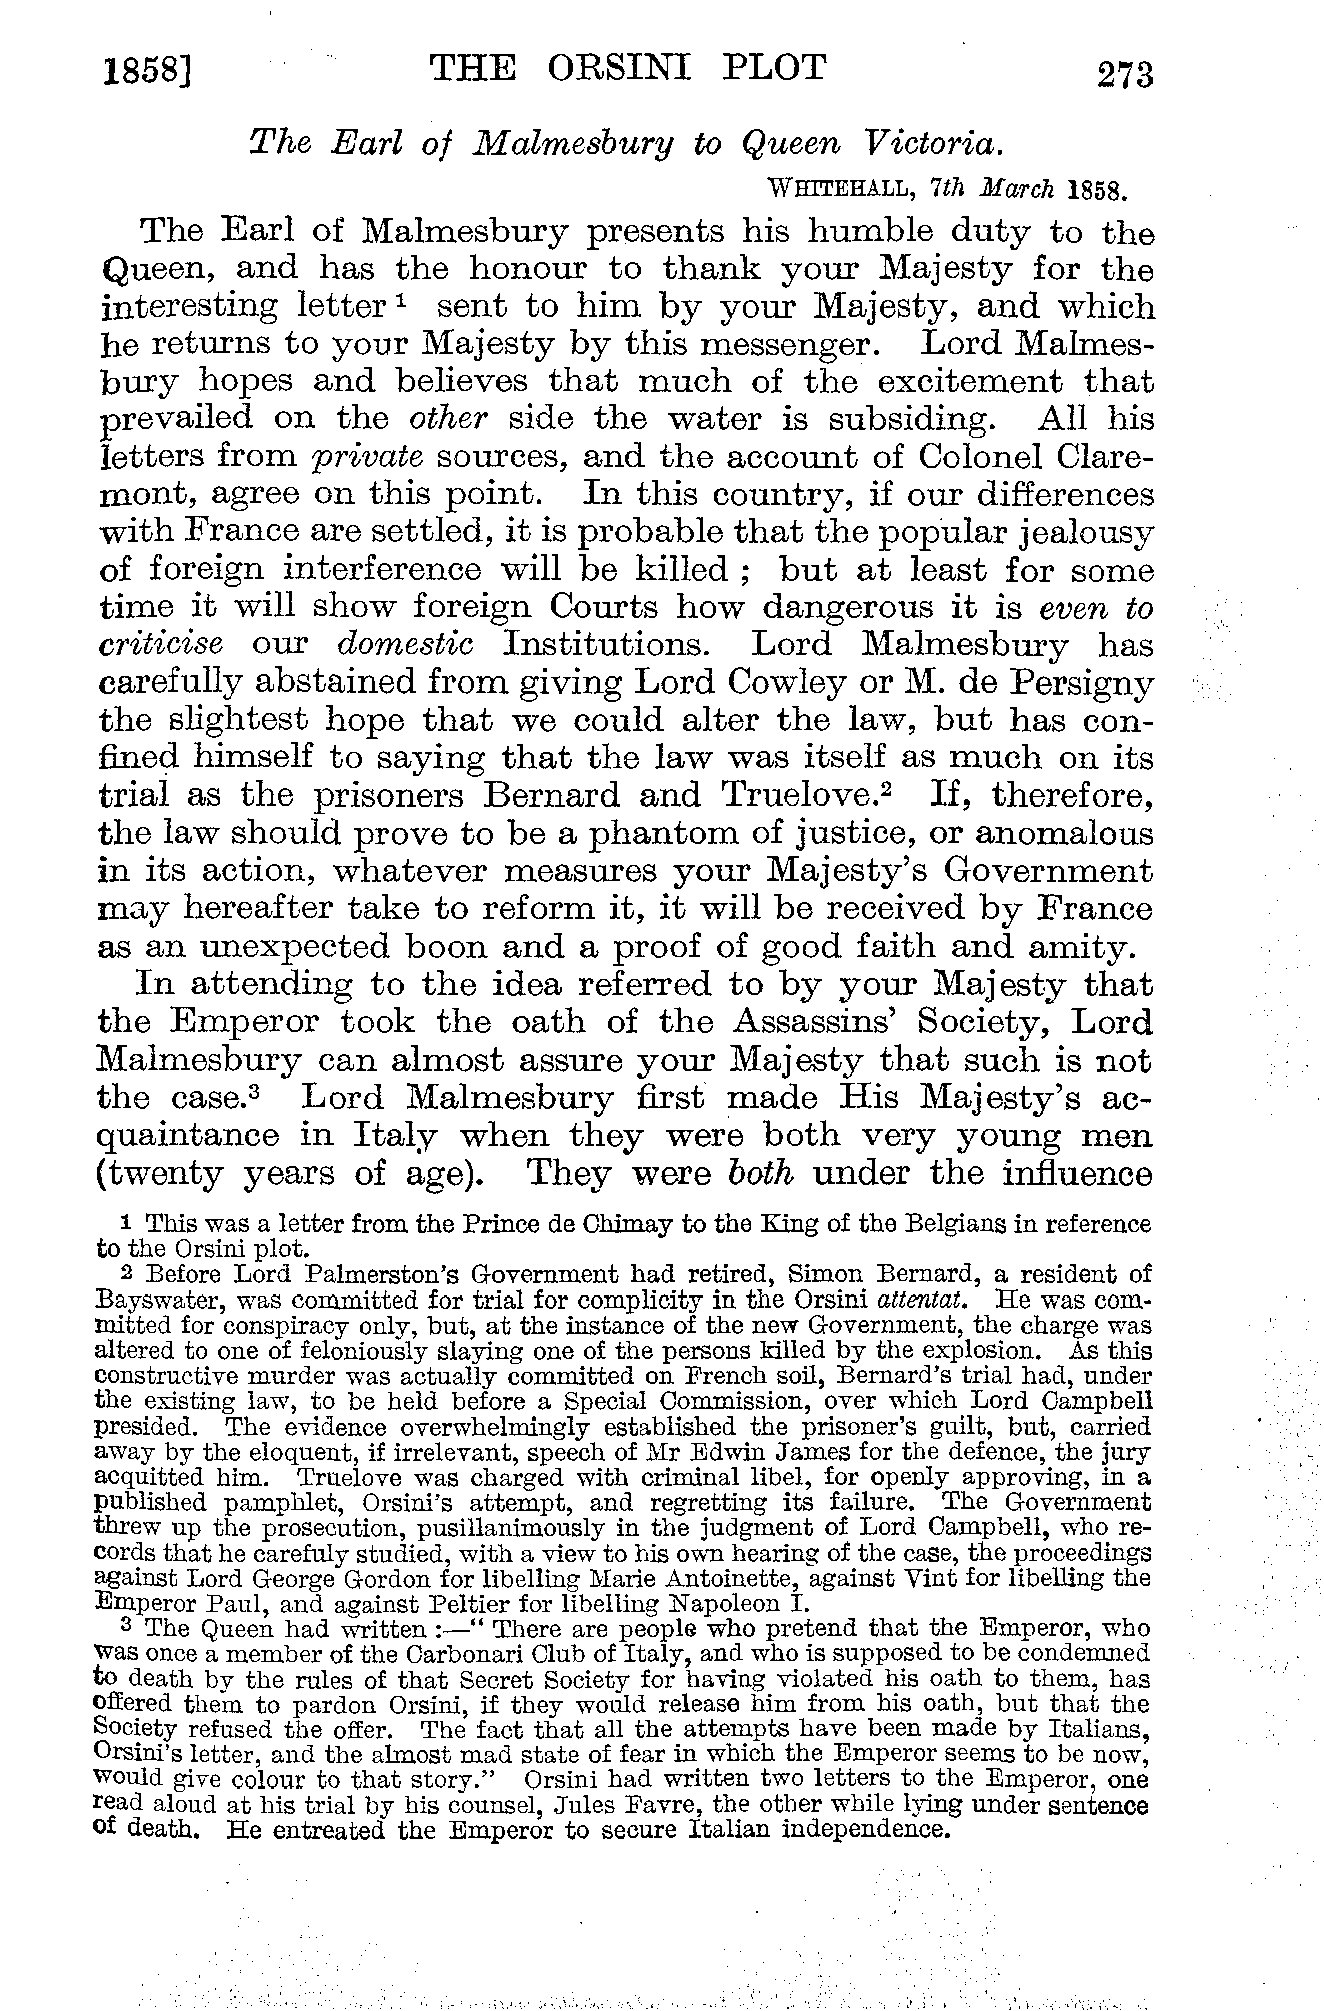 1858] THE ORSINI PLOT 273
The Earl of Malmesbury to Queen Victoria.
WHITEHALL, 7th March 1858.
The Earl of Malmesbury presents his humble duty to the
Queen, and has the honour to thank your Majesty for the
interesting letter¹ sent to him by your Majesty, and which
he returns to your Majesty by this messenger. Lord Malmes-
bury hopes and believes that much of the excitement that
prevailed on the other side the water is subsiding. All his
letters from private sources, and the account of Colonel Clare-
mont, agree on this point. In this country, if our differences
with France are settled, it is probable that the popular jealousy
of foreign interference will be killed ; but at least for some
time it will show foreign Courts how dangerous it is even to
criticise our domestic Institutions. Lord Malmesbury has
carefully abstained from giving Lord Cowley or M. de Persigny
the slightest hope that we could alter the law, but has con-
fined himself to saying that the law was itself as much on its
trial as the prisoners Bernard and Truelove.² If, therefore,
the law should prove to be a phantom of justice, or anomalous
in its action, whatever measures your Majesty's Government
may hereafter take to reform it, it will be received by France
as an unexpected boon and a proof of good faith and amity.
In attending to the idea referred to by your Majesty that
the Emperor took the oath of the Assassins' Society, Lord
Malmesbury can almost assure your Majesty that such is not
the case.³ Lord Malmesbury first made His Majesty's ac-
quaintance in Italy when they were both very young men
(twenty years of age). They were both under the influence
1 This was a letter from the Prince de Chimay to the King of the Belgians in reference
to the Orsini plot.
2 Before Lord Palmerston's Government had retired, Simon Bernard, a resident of
Bayswater, was committed for trial for complicity in the Orsini attentat. He was com-
mitted for conspiracy only, but, at the instance of the new Government, the charge was
altered to one of feloniously slaying one of the persons killed by the explosion. As this
constructive murder was actually committed on French soil, Bernard's trial had, under
the existing law, to be held before a Special Commission, over which Lord Campbell
presided. The evidence overwhelmingly established the prisoner's guilt, but, carried
away by the eloquent, if irrelevant, speech of Mr Edwin James for the defence, the jury
acquitted him. Truelove was charged with criminal libel, for openly approving, in a
published pamphlet, Orsini's attempt, and regretting its failure. The Government
threw up the prosecution, pusillanimously in the judgment of Lord Campbell, who re-
cords that he carefuly studied, with a view to his own hearing of the case, the proceedings
against Lord George Gordon for libelling Marie Antoinette, against Vint for libelling the
Emperor Paul, and against Peltier for libelling Napoleon I.
3 The Queen had written :—" There are people who pretend that the Emperor, who
was once a member of the Carbonari Club of Italy, and who is supposed to be condemned
to death by the rules of that Secret Society for having violated his oath to them, has
offered them to pardon Orsini, if they would release him from his oath, but that the
Society refused the offer. The fact that all the attempts have been made by Italians,
Orsini's letter, and the almost mad state of fear in which the Emperor seems to be now,
would give colour to that story." Orsini had written two letters to the Emperor, one
read aloud at his trial by his counsel, Jules Favre, the other while lying under sentence
of death. He entreated the Emperor to secure Italian independence.